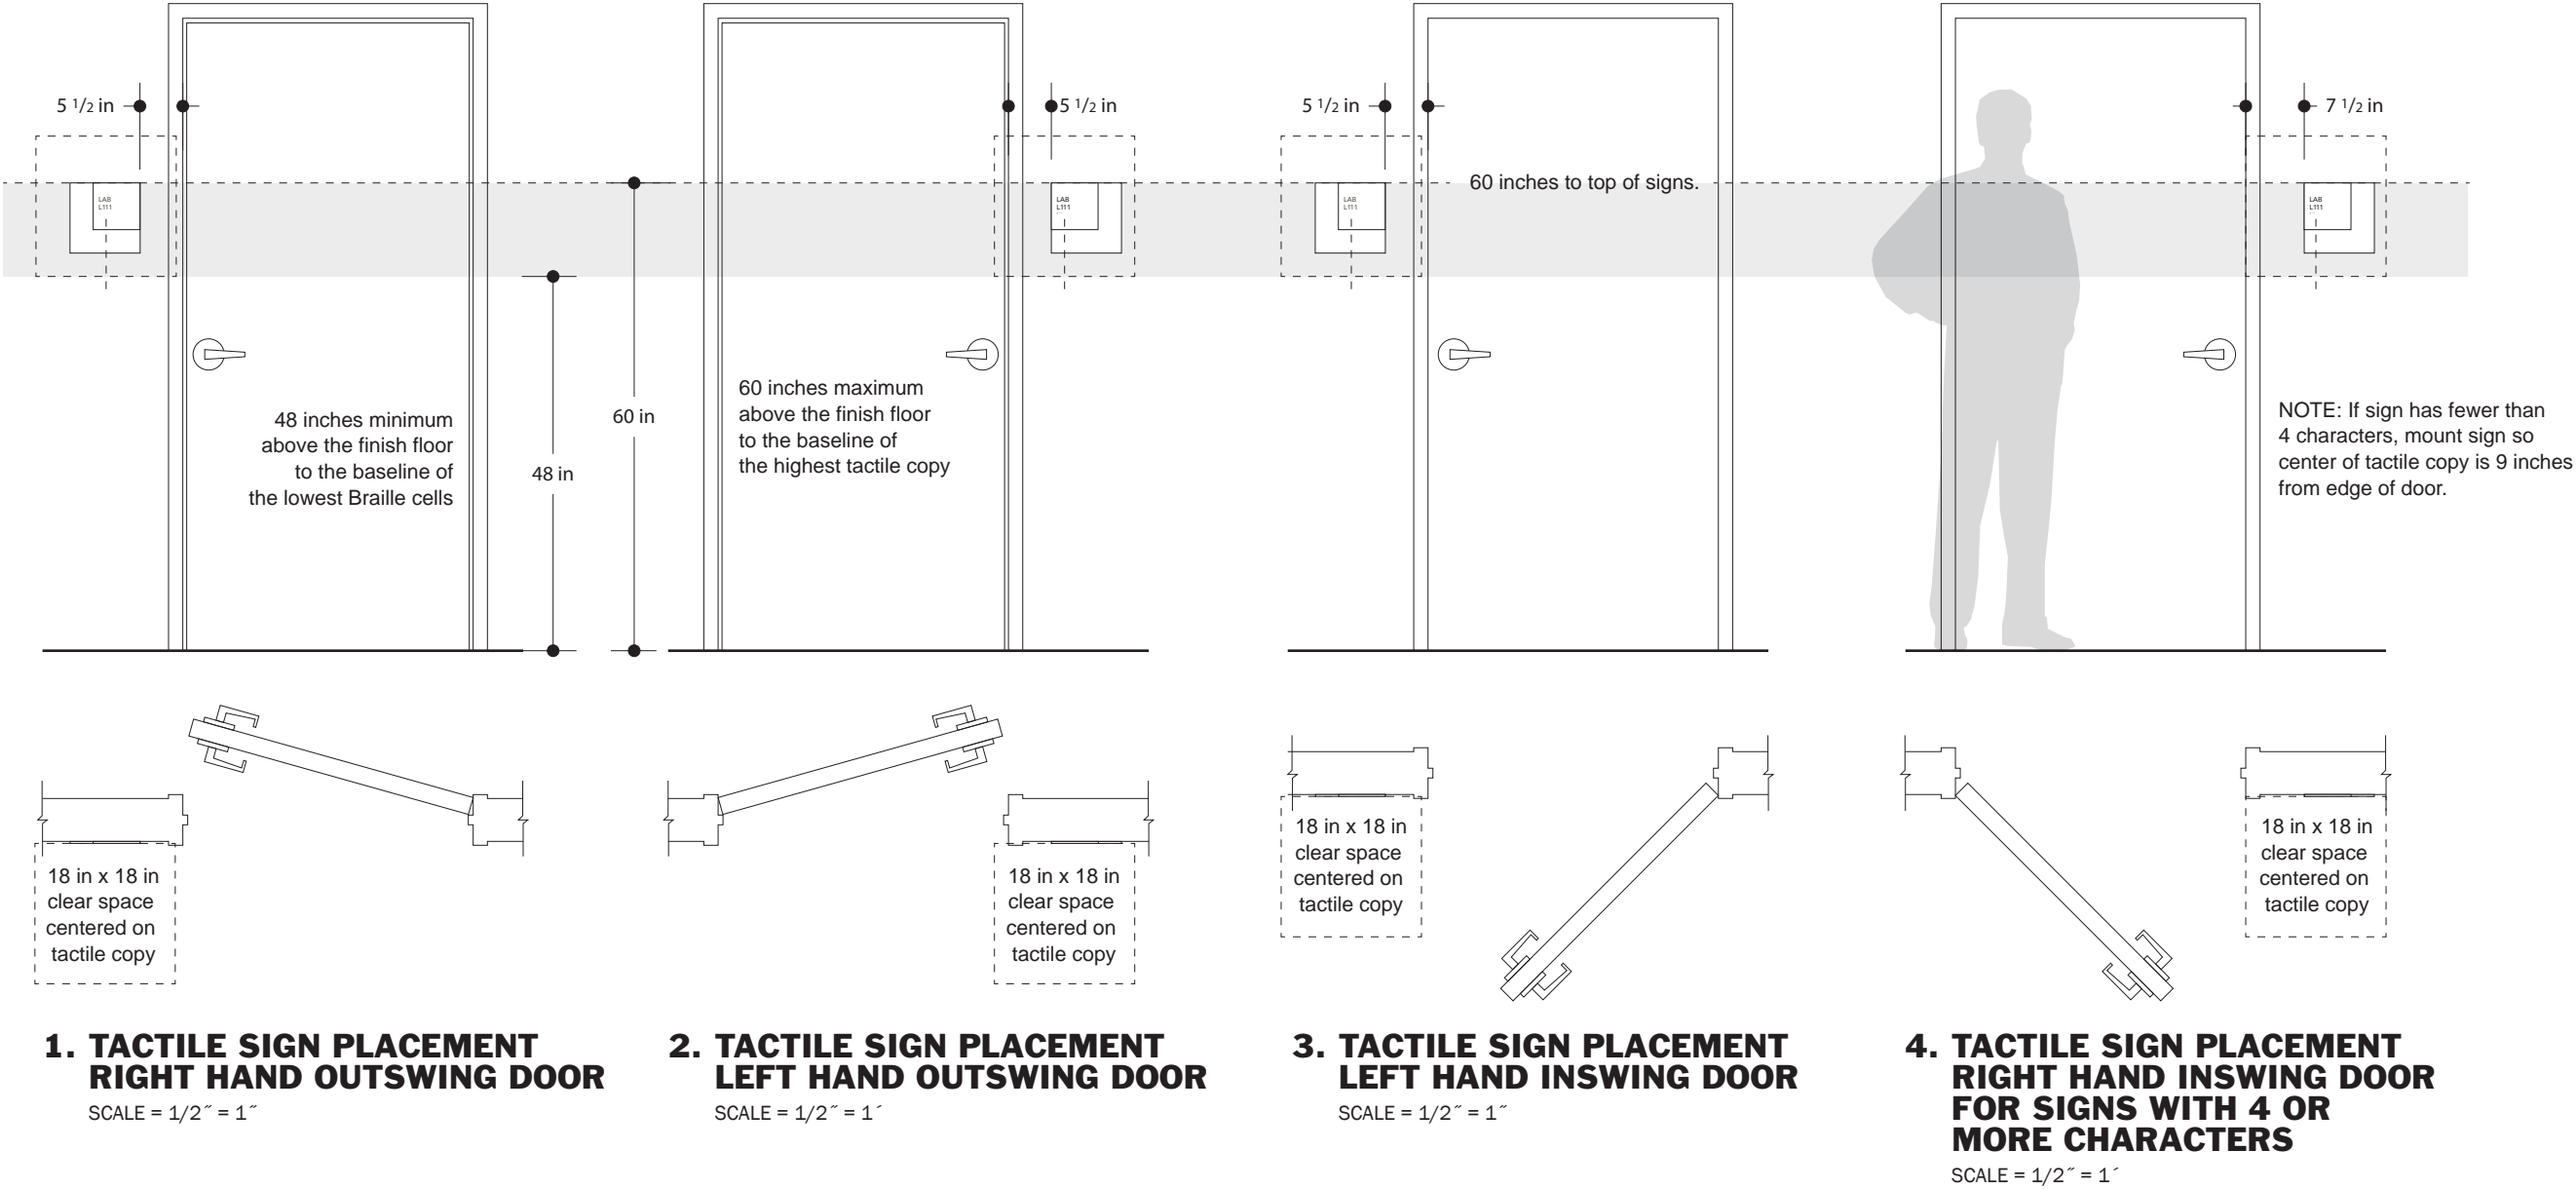 5 1/2 in
5 1/2 in
5 1/2 in
7 1/2 in
60 inches to top of signs.
LAB
L111
LAB
L111
LAB
L111
LAB
L111
48 inches minimum
above the finish floor
to the baseline of
the lowest Braille cells
48 in
60 in
60 inches maximum
above the finish floor
to the baseline of
the highest tactile copy
NOTE: If sign has fewer than
4 characters, mount sign so
center of tactile copy is 9 inches
from edge of door.
18 in x 18 in
clear space
centered on
tactile copy
18 in x 18 in
clear space
centered on
tactile copy
18 in x 18 in
clear space
centered on
tactile copy
18 in x 18 in
clear space
centered on
tactile copy
1. TACTILE SIGN PLACEMENT
RIGHT HAND OUTSWING DOOR
SCALE = 1/2˝ = 1˝
2. TACTILE SIGN PLACEMENT
LEFT HAND OUTSWING DOOR
SCALE = 1/2˝ = 1´
3. TACTILE SIGN PLACEMENT
LEFT HAND INSWING DOOR
SCALE = 1/2˝ = 1˝
4. TACTILE SIGN PLACEMENT
RIGHT HAND INSWING DOOR
FOR SIGNS WITH 4 OR
MORE CHARACTERS
SCALE = 1/2˝ = 1´